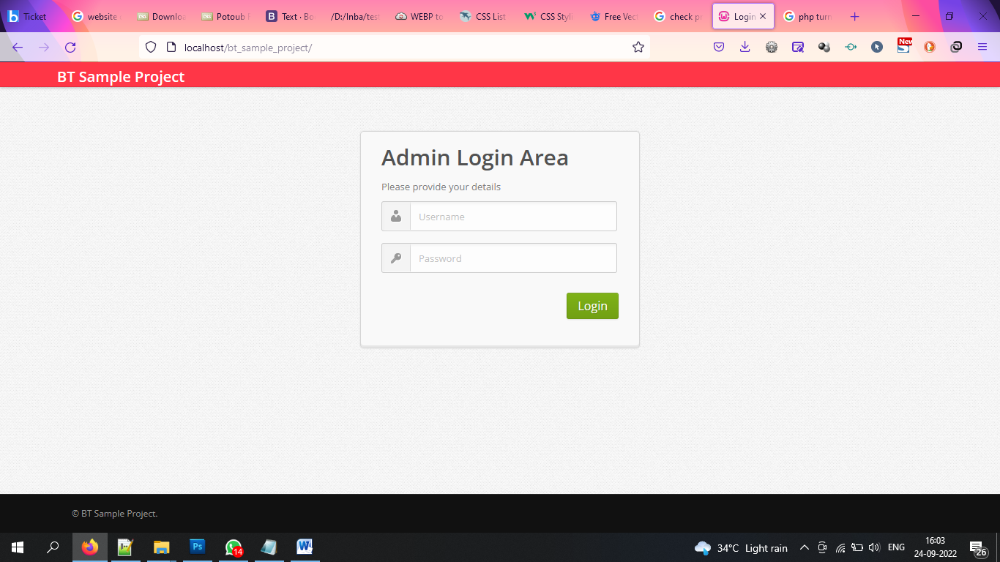 Ticket
website
Downloa
Potoub
Text · Bo
/D:/Inba/test
WEBP to
CSS List
CSS Styli
Free Vect
check pr
Login
php turn
localhost/bt_sample_project/
New
BT Sample Project
Admin Login Area
Please provide your details
Username
Password
Login
© BT Sample Project.
Ps
14
34°C Light rain
ENG
16:03
24-09-2022
26